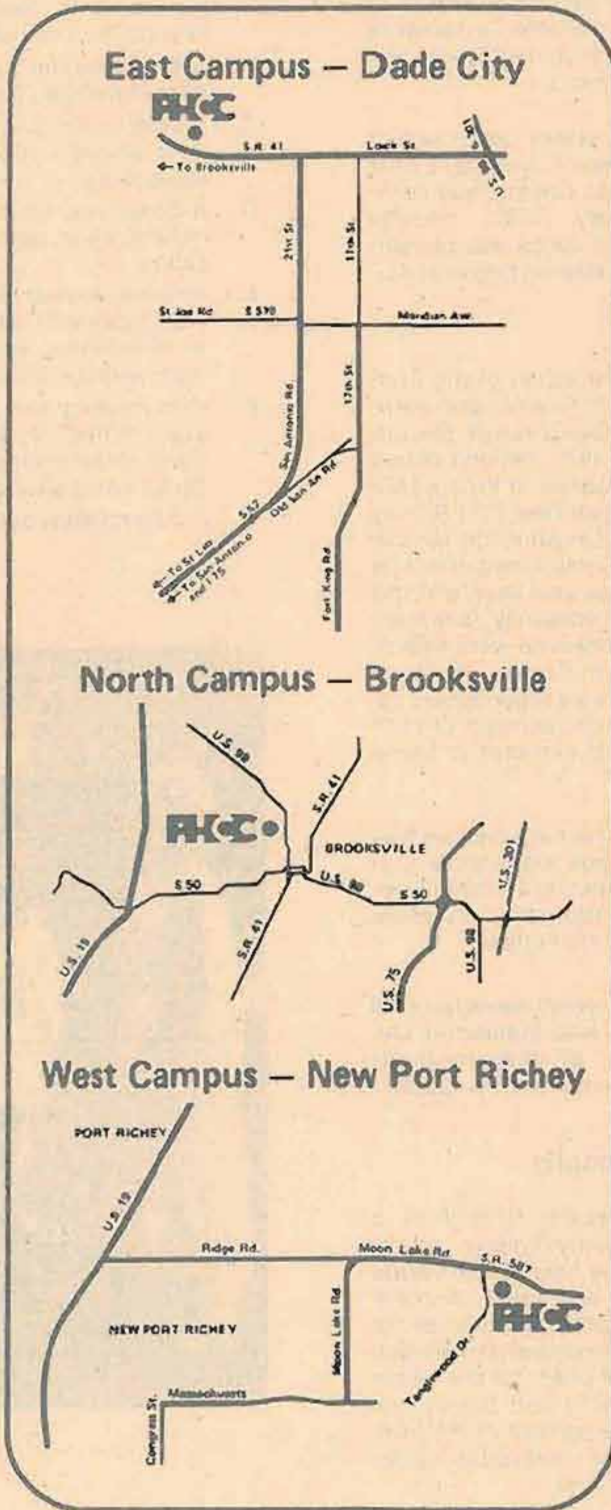 East Campus – Dade City
PHCC
S.R. 41
Lock St.
To Brooksville
21st St.
17th St.
St Joe Rd
S 578
Meridian Ave.
San Antonio Rd.
17th St.
Old San An Rd.
S 52
To St Leo
To San Antonio
and I 75
Fort King Rd
North Campus – Brooksville
U.S. 98
S.R. 41
PHCC
BROOKSVILLE
S 50
U.S. 98
S 50
U.S. 301
U.S. 19
S.R. 41
U.S. 75
U.S. 98
West Campus – New Port Richey
PORT RICHEY
U.S. 19
Ridge Rd.
Moon Lake Rd.
S.R. 587
PHCC
NEW PORT RICHEY
Moon Lake Rd
Tanglewood Dr.
Massachusetts
Congress St.